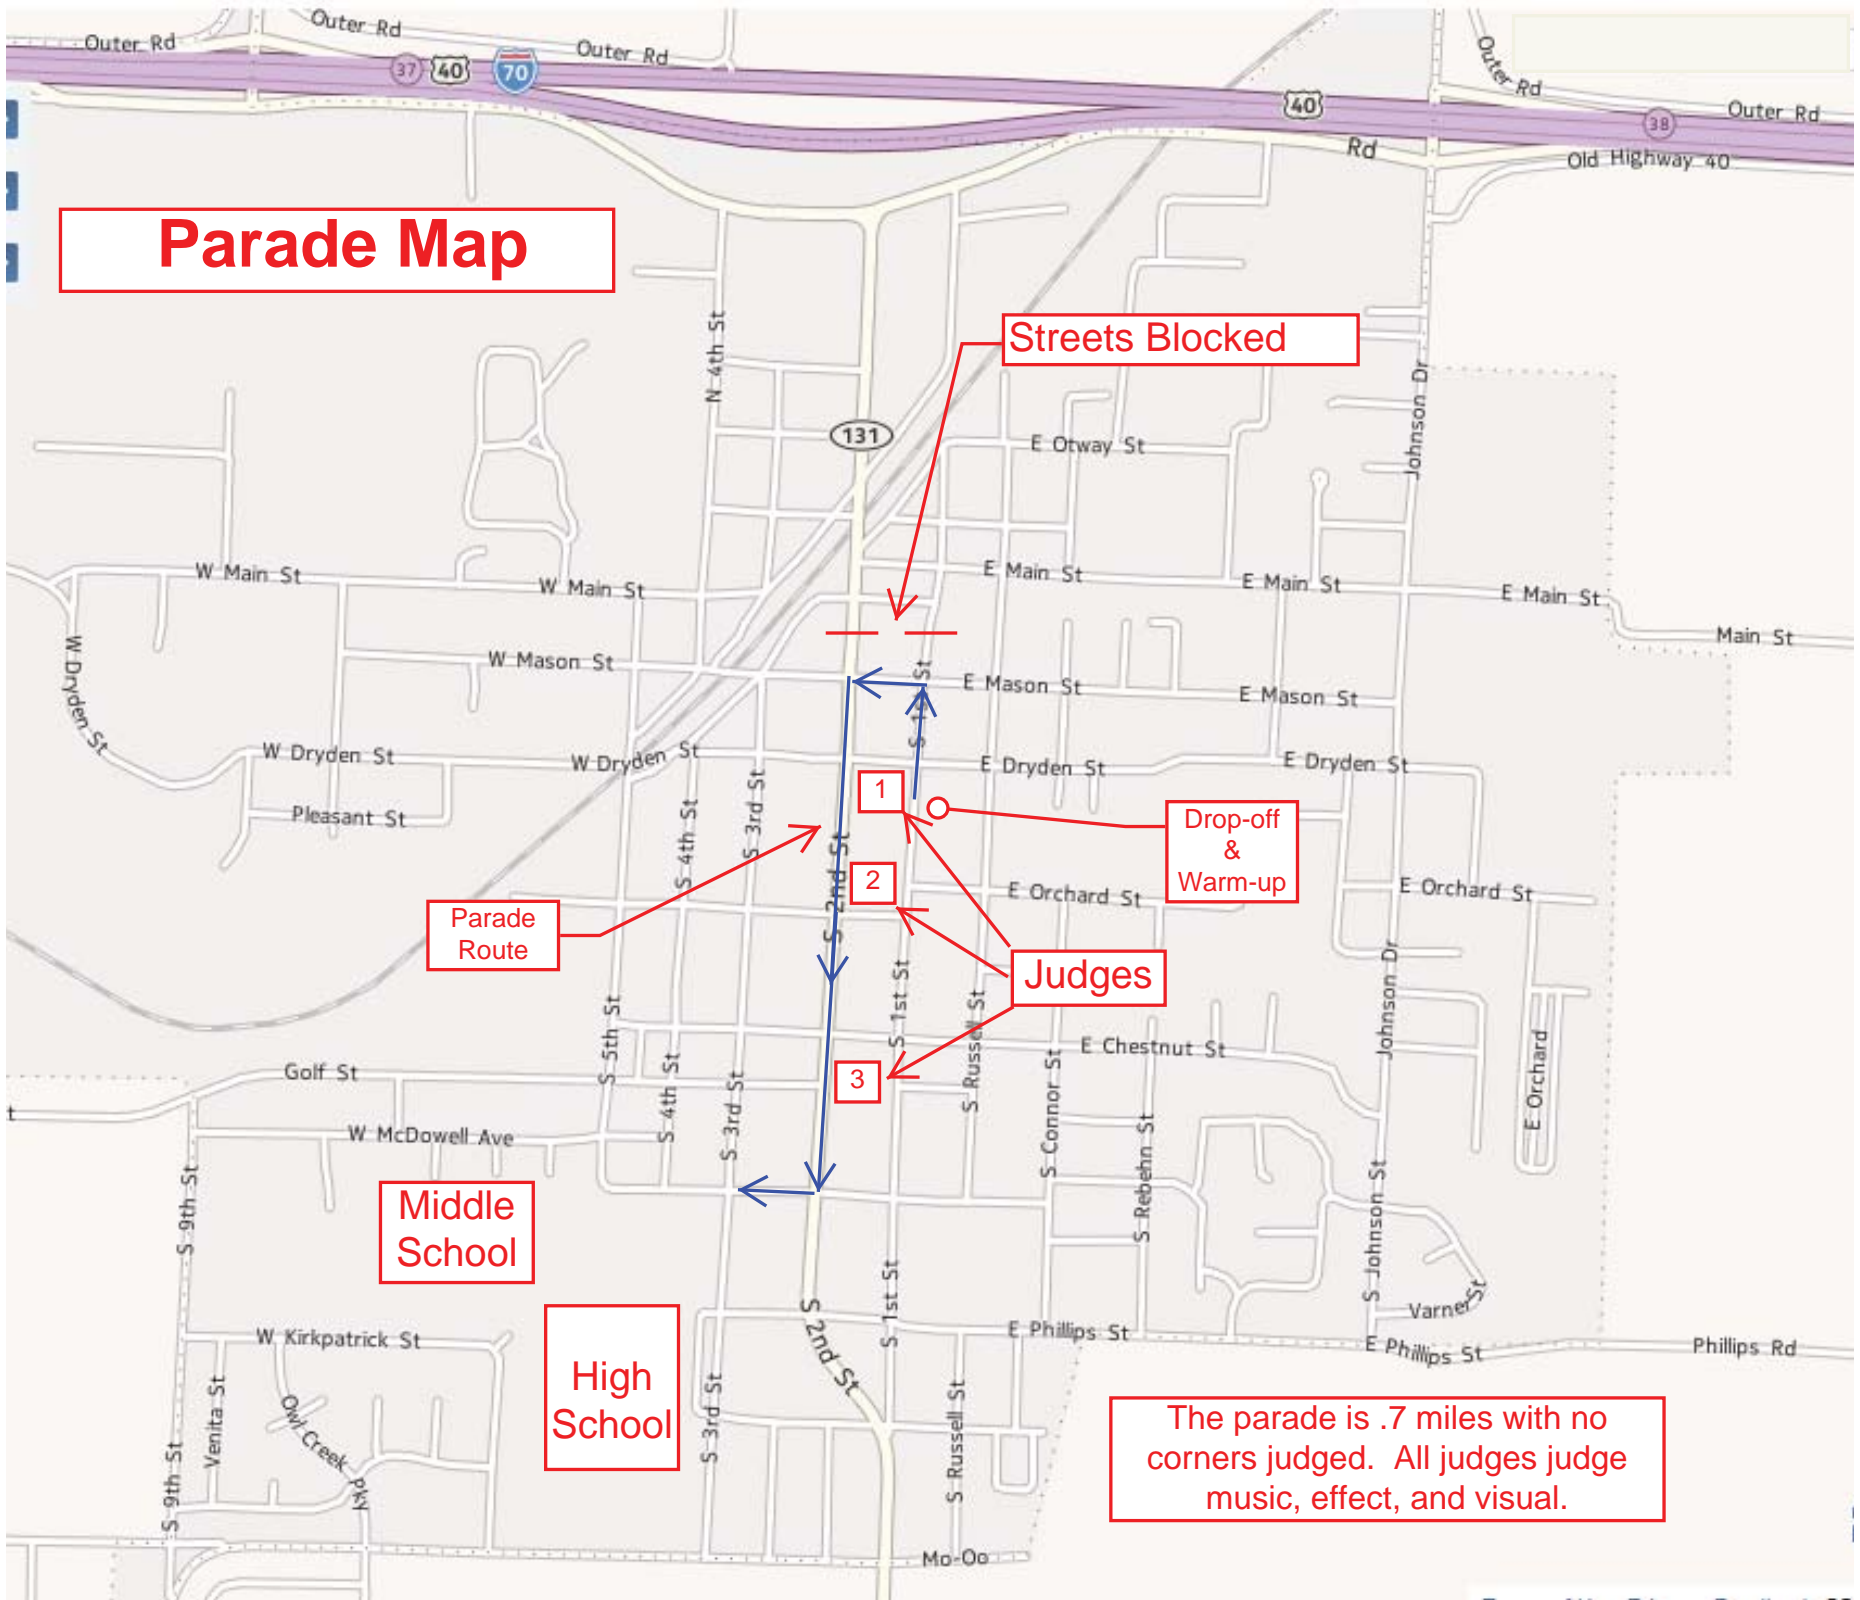 Outer Rd
Outer Rd
Outer Rd
37
40
70
40
Outer Rd
Outer Rd
38
Rd
Old Highway 40
Parade Map
Streets Blocked
N 4th St
131
E Otway St
Johnson Dr
W Main St
W Main St
E Main St
E Main St
E Main St
Main St
W Dryden St
W Mason St
S 1st St
E Mason St
E Mason St
W Dryden St
W Dryden St
E Dryden St
E Dryden St
Pleasant St
S 4th St
S 3rd St
S 2nd St
1
Drop-off
&
Warm-up
2
E Orchard St
E Orchard St
Parade
Route
Judges
S 5th St
S 1st St
S Russell St
Johnson Dr
E Orchard
E Chestnut St
Golf St
3
S 4th St
S 3rd St
S Connor St
S Rebehn St
t
W McDowell Ave
S 9th St
Middle
School
S Johnson St
Varner St
S 1st St
S 2nd St
W Kirkpatrick St
E Phillips St
E Phillips St
Phillips Rd
High
School
Venita St
Owl Creek Pky
S 3rd St
S Russell St
S 9th St
The parade is .7 miles with no
corners judged. All judges judge
music, effect, and visual.
Mo-Oo